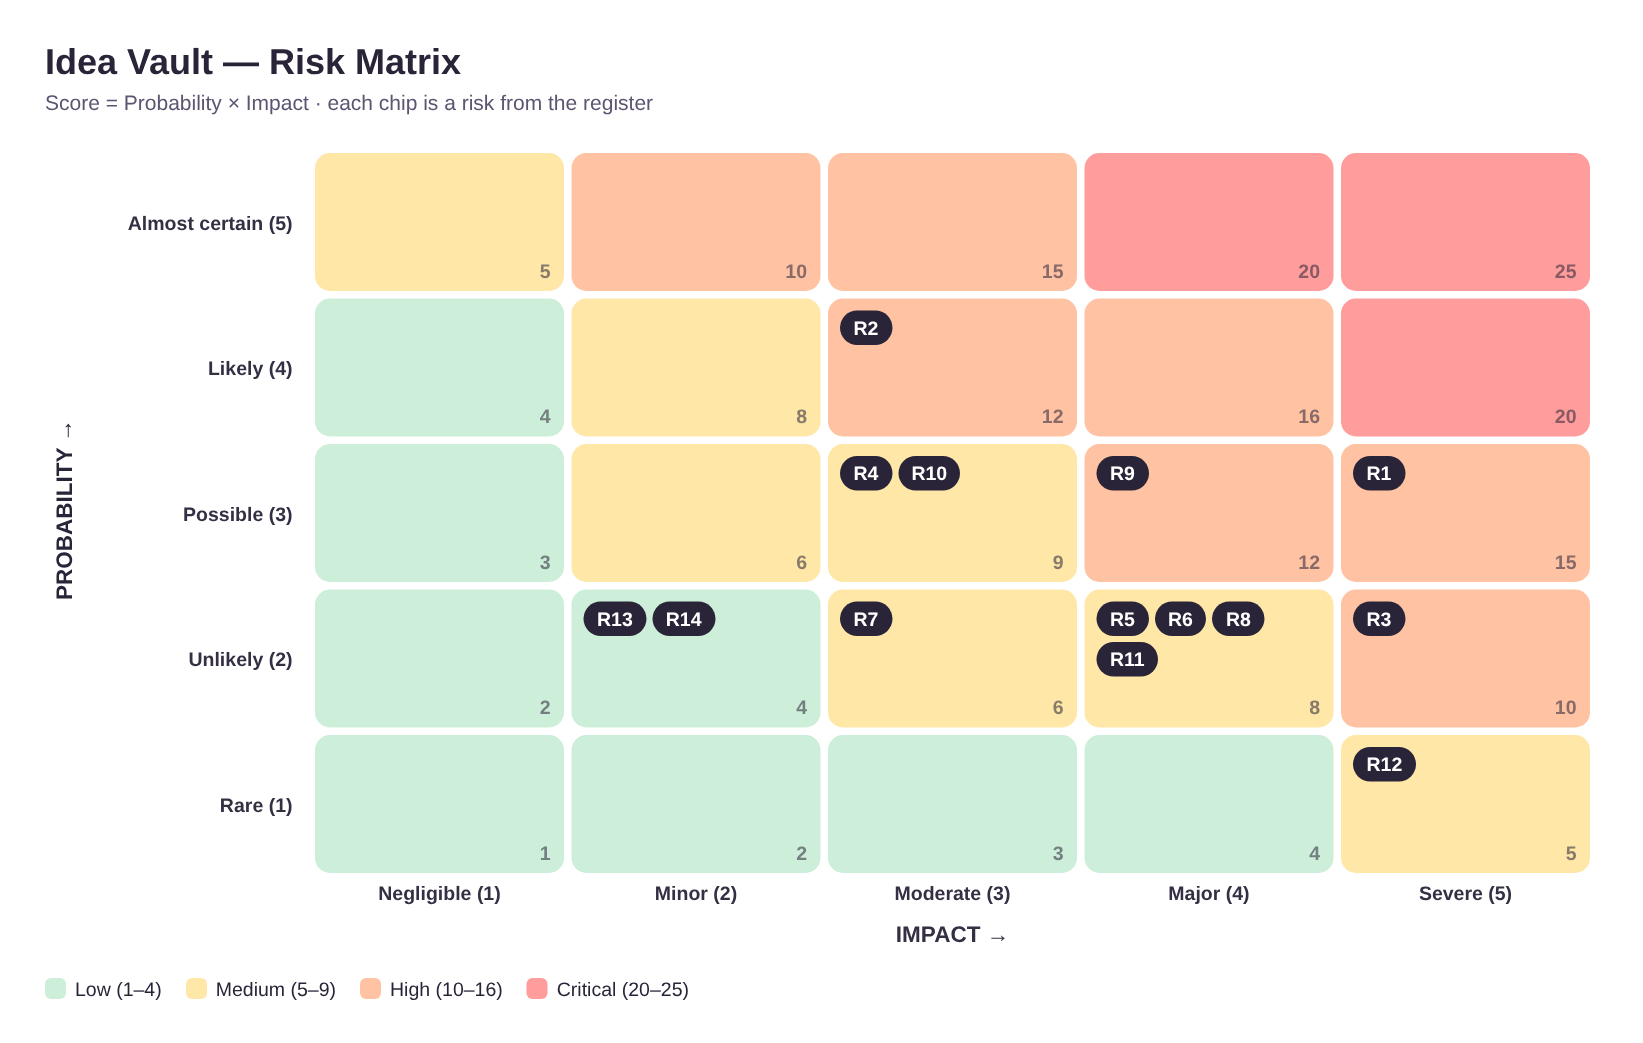 Idea Vault — Risk Matrix
Score = Probability × Impact · each chip is a risk from the register
PROBABILITY →
Almost certain (5)
5
10
15
20
25
Likely (4)
R2
4
8
12
16
20
Possible (3)
R4 R10
R9
R1
3
6
9
12
15
Unlikely (2)
R13 R14
R7
R5 R6 R8
R11
R3
2
4
6
8
10
Rare (1)
R12
1
2
3
4
5
Negligible (1)
Minor (2)
Moderate (3)
Major (4)
Severe (5)
IMPACT →
Low (1–4)
Medium (5–9)
High (10–16)
Critical (20–25)